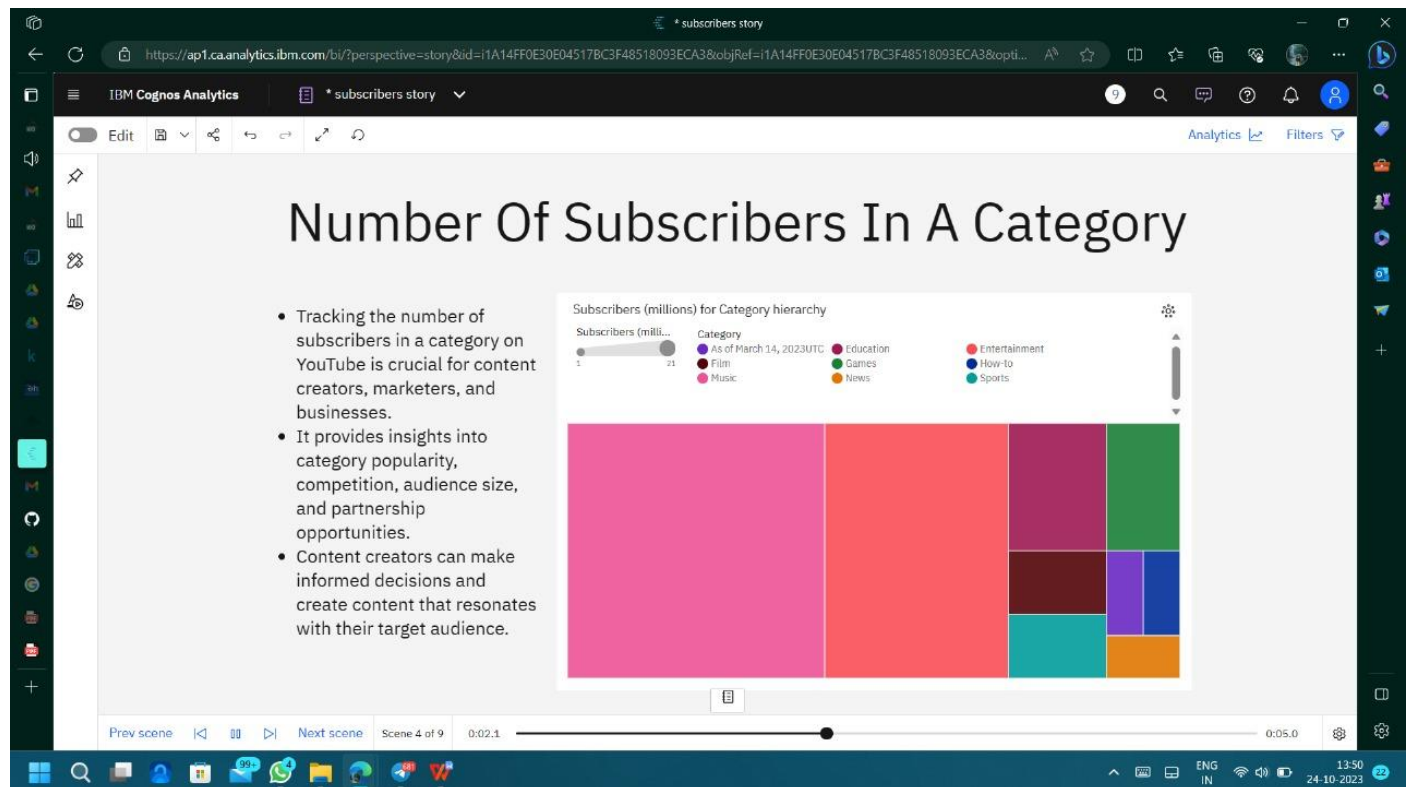 * subscribers story
https://ap1.ca.analytics.ibm.com/bi/?perspective=story&id=i1A14FF0E30E04517BC3F48518093ECA3&objRef=i1A14FF0E30E04517BC3F48518093ECA3&opti...
IBM Cognos Analytics
* subscribers story
9
Edit
Analytics
Filters
Number Of Subscribers In A Category
• Tracking the number of
subscribers in a category on
YouTube is crucial for content
creators, marketers, and
businesses.
• It provides insights into
category popularity,
competition, audience size,
and partnership
opportunities.
• Content creators can make
informed decisions and
create content that resonates
with their target audience.
Subscribers (millions) for Category hierarchy
Subscribers (milli...
1 21
Category
As of March 14, 2023UTC Education Entertainment
Film Games How-to
Music News Sports
Prev scene Next scene Scene 4 of 9 0:02.1 0:05.0
99+
4
681
ENG
IN
13:50
24-10-2023
22